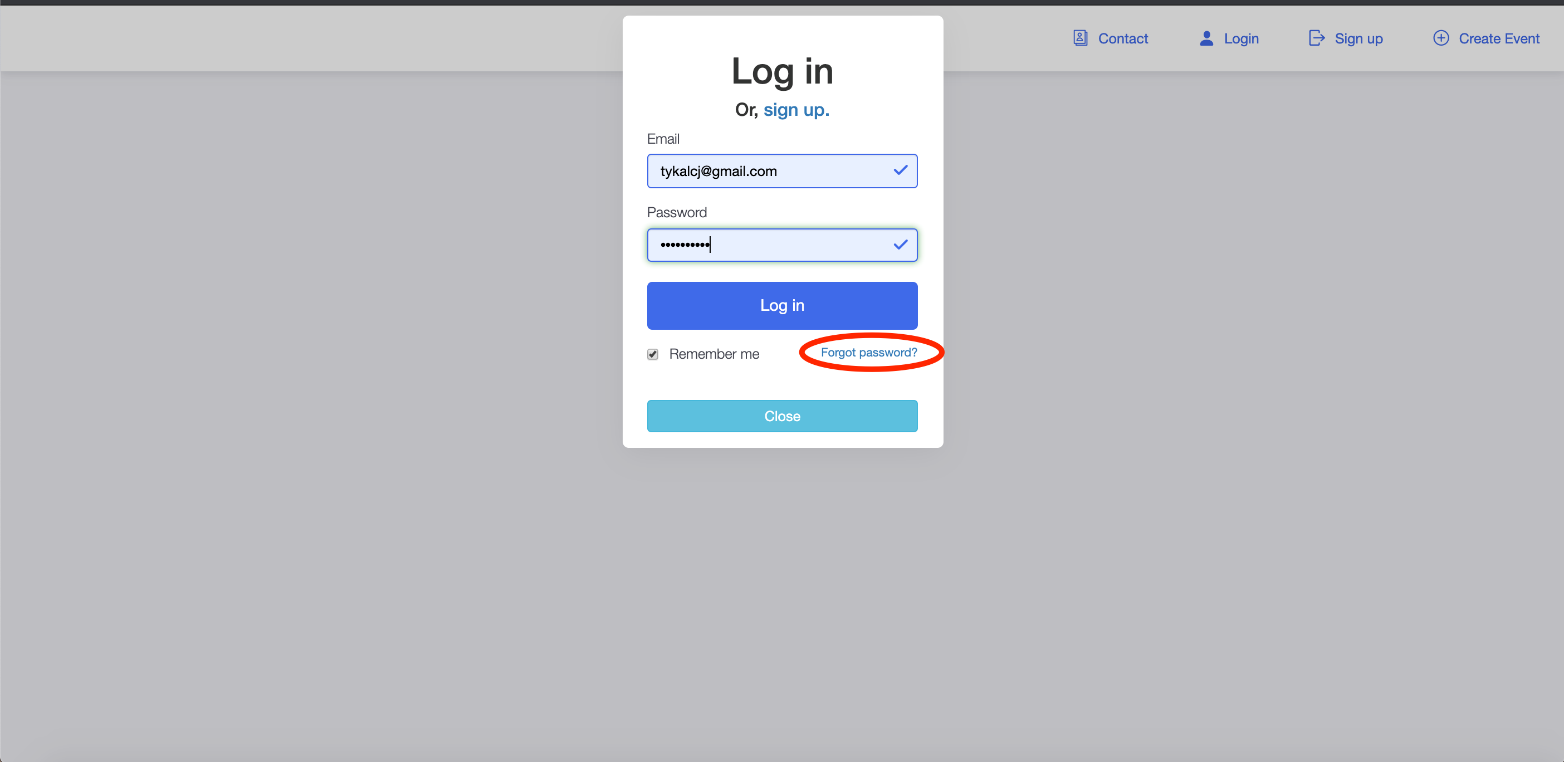 Contact Login Sign up Create Event
Log in
Or, sign up.
Email
tykalcj@gmail.com
Password
••••••••••
Log in
Remember me Forgot password?
Close